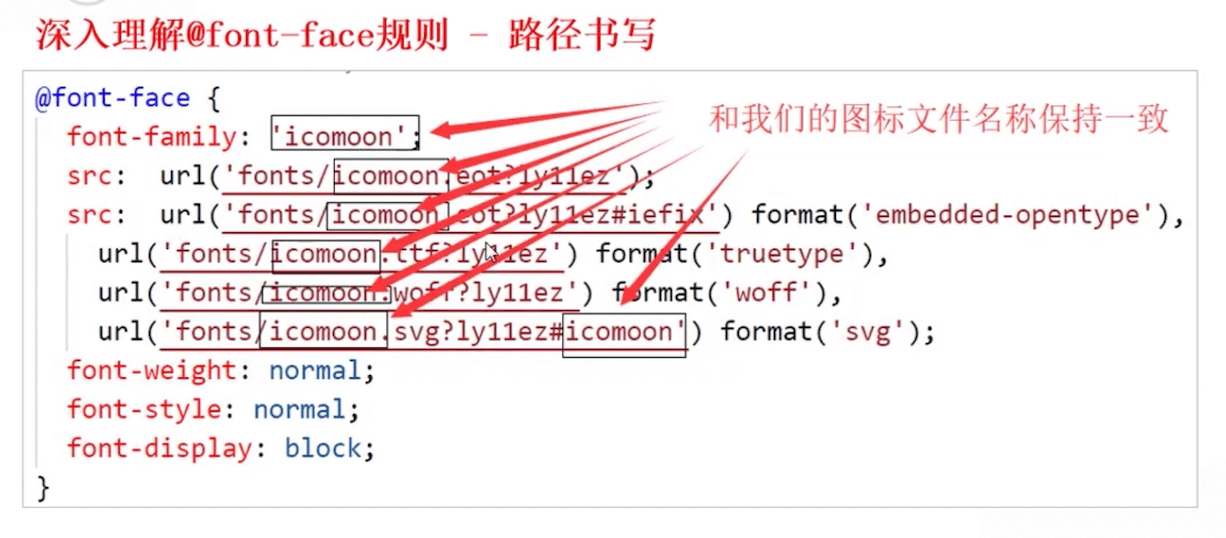 深入理解@font-face规则 - 路径书写
@font-face {
font-family: 'icomoon';
和我们的图标文件名称保持一致
src: url('fonts/icomoon.eot?ly11ez');
src: url('fonts/icomoon.eot?ly11ez#iefix') format('embedded-opentype'),
url('fonts/icomoon.ttf?ly11ez') format('truetype'),
url('fonts/icomoon.woff?ly11ez') format('woff'),
url('fonts/icomoon.svg?ly11ez#icomoon') format('svg');
font-weight: normal;
font-style: normal;
font-display: block;
}